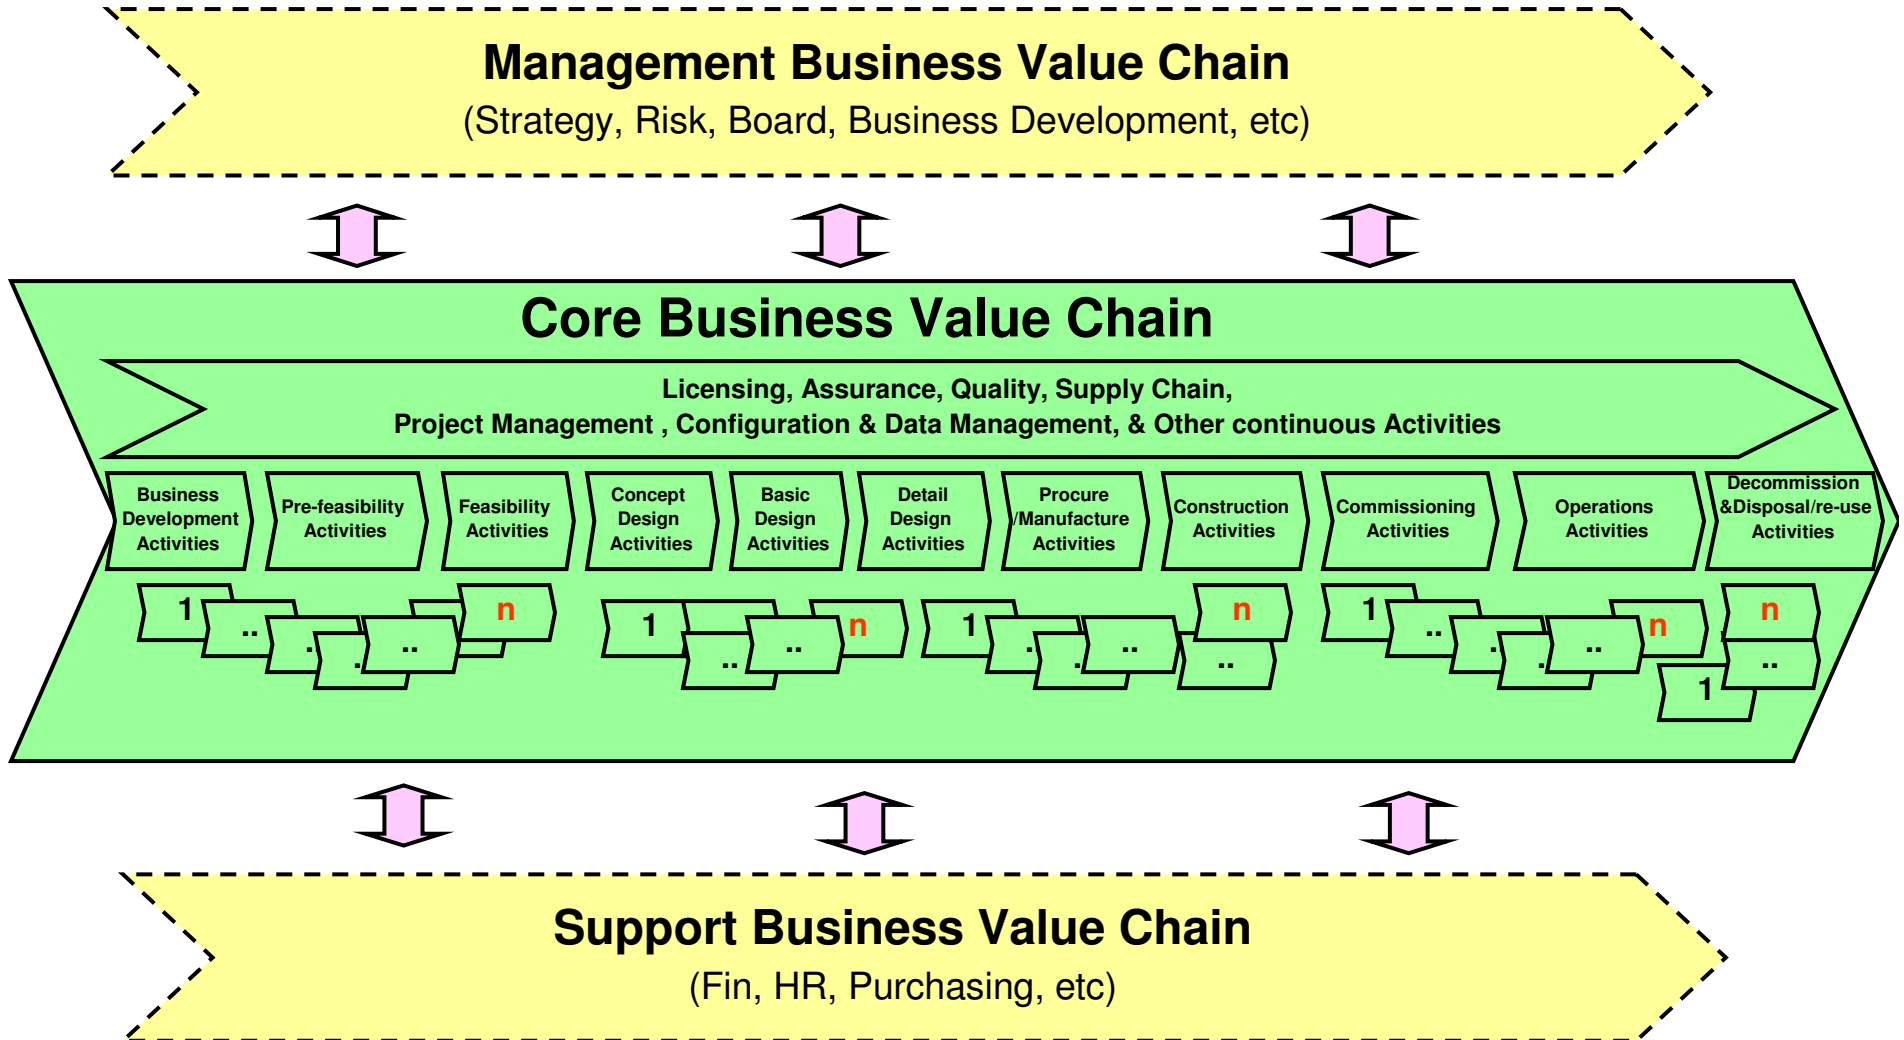 Management Business Value Chain
(Strategy, Risk, Board, Business Development, etc)
Core Business Value Chain
Licensing, Assurance, Quality, Supply Chain,
Project Management , Configuration & Data Management, & Other continuous Activities
Business
Development
Activities
Pre-feasibility
Activities
Feasibility
Activities
Concept
Design
Activities
Basic
Design
Activities
Detail
Design
Activities
Procure
/Manufacture
Activities
Construction
Activities
Commissioning
Activities
Operations
Activities
Decommission
&Disposal/re-use
Activities
1
..
.
.
..
n
1
..
..
n
1
.
.
..
n
..
1
..
..
.
..
n
n
..
1
Support Business Value Chain
(Fin, HR, Purchasing, etc)